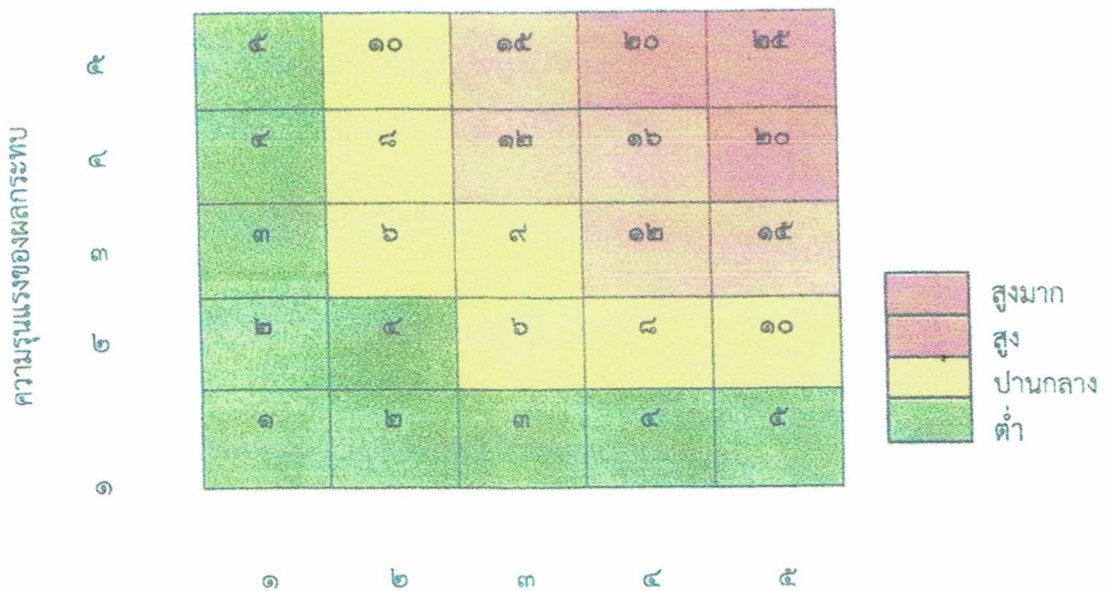 ความรุนแรงของผลกระทบ
๕ ๕ ๑๐ ๑๕ ๒๐ ๒๕
๔ ๔ ๘ ๑๒ ๑๖ ๒๐
๓ ๓ ๖ ๙ ๑๒ ๑๕
๒ ๒ ๔ ๖ ๘ ๑๐
๑ ๑ ๒ ๓ ๔ ๕
๑ ๒ ๓ ๔ ๕
สูงมาก
สูง
ปานกลาง
ต่ำ